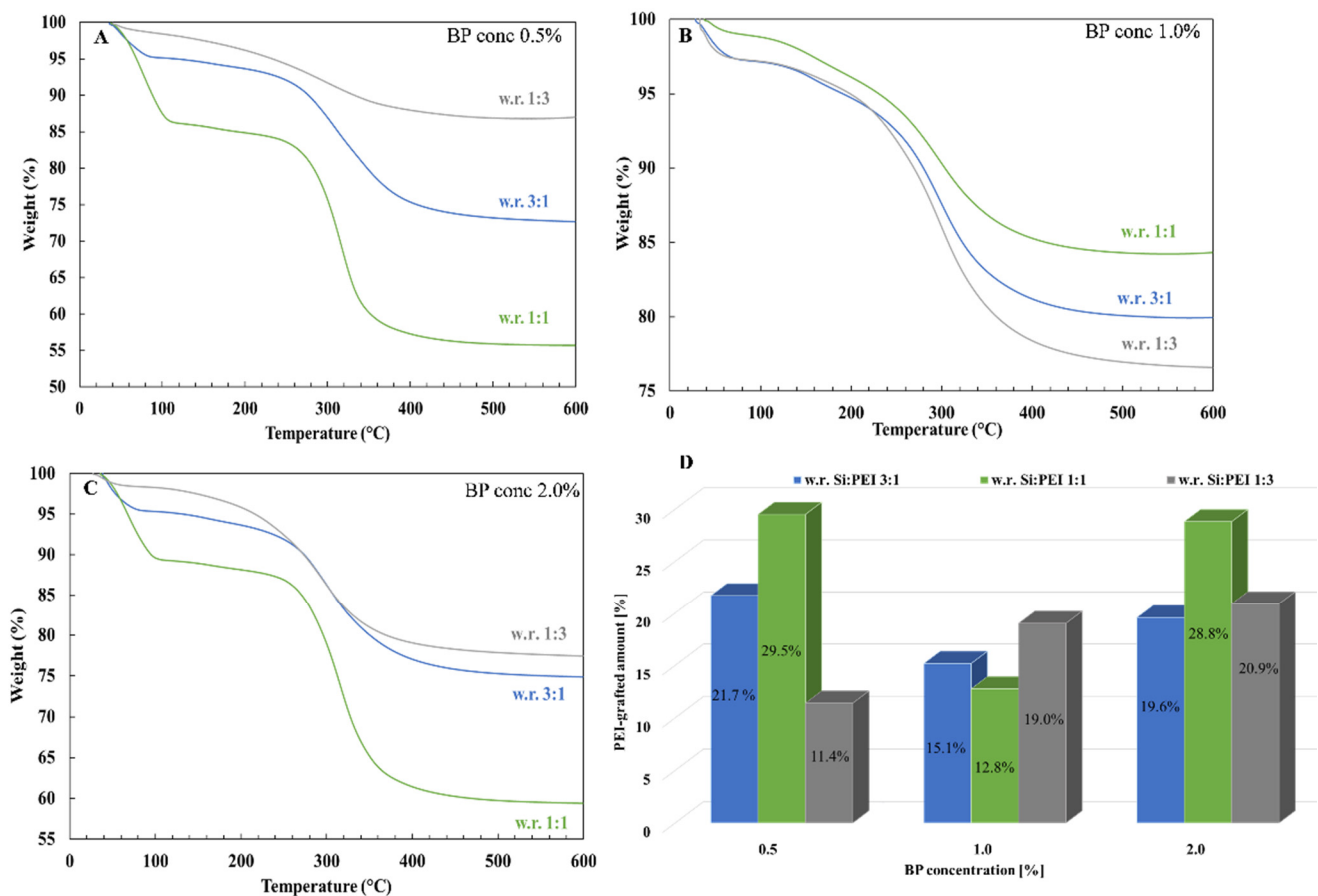 A
BP conc 0.5%
100
95
90
85
80
75
70
65
60
55
50
Weight (%)
w.r. 1:3
w.r. 3:1
w.r. 1:1
0 100 200 300 400 500 600
Temperature (°C)
B
BP conc 1.0%
100
95
90
85
80
75
Weight (%)
w.r. 1:1
w.r. 3:1
w.r. 1:3
0 100 200 300 400 500 600
Temperature (°C)
C
BP conc 2.0%
100
95
90
85
80
75
70
65
60
55
Weight (%)
w.r. 1:3
w.r. 3:1
w.r. 1:1
0 100 200 300 400 500 600
Temperature (°C)
D
w.r. Si:PEI 3:1 w.r. Si:PEI 1:1 w.r. Si:PEI 1:3
30
25
20
15
10
5
0
PEI-grafted amount [%]
21.7 % 29.5% 11.4%
15.1% 12.8% 19.0%
19.6% 28.8% 20.9%
0.5 1.0 2.0
BP concentration [%]